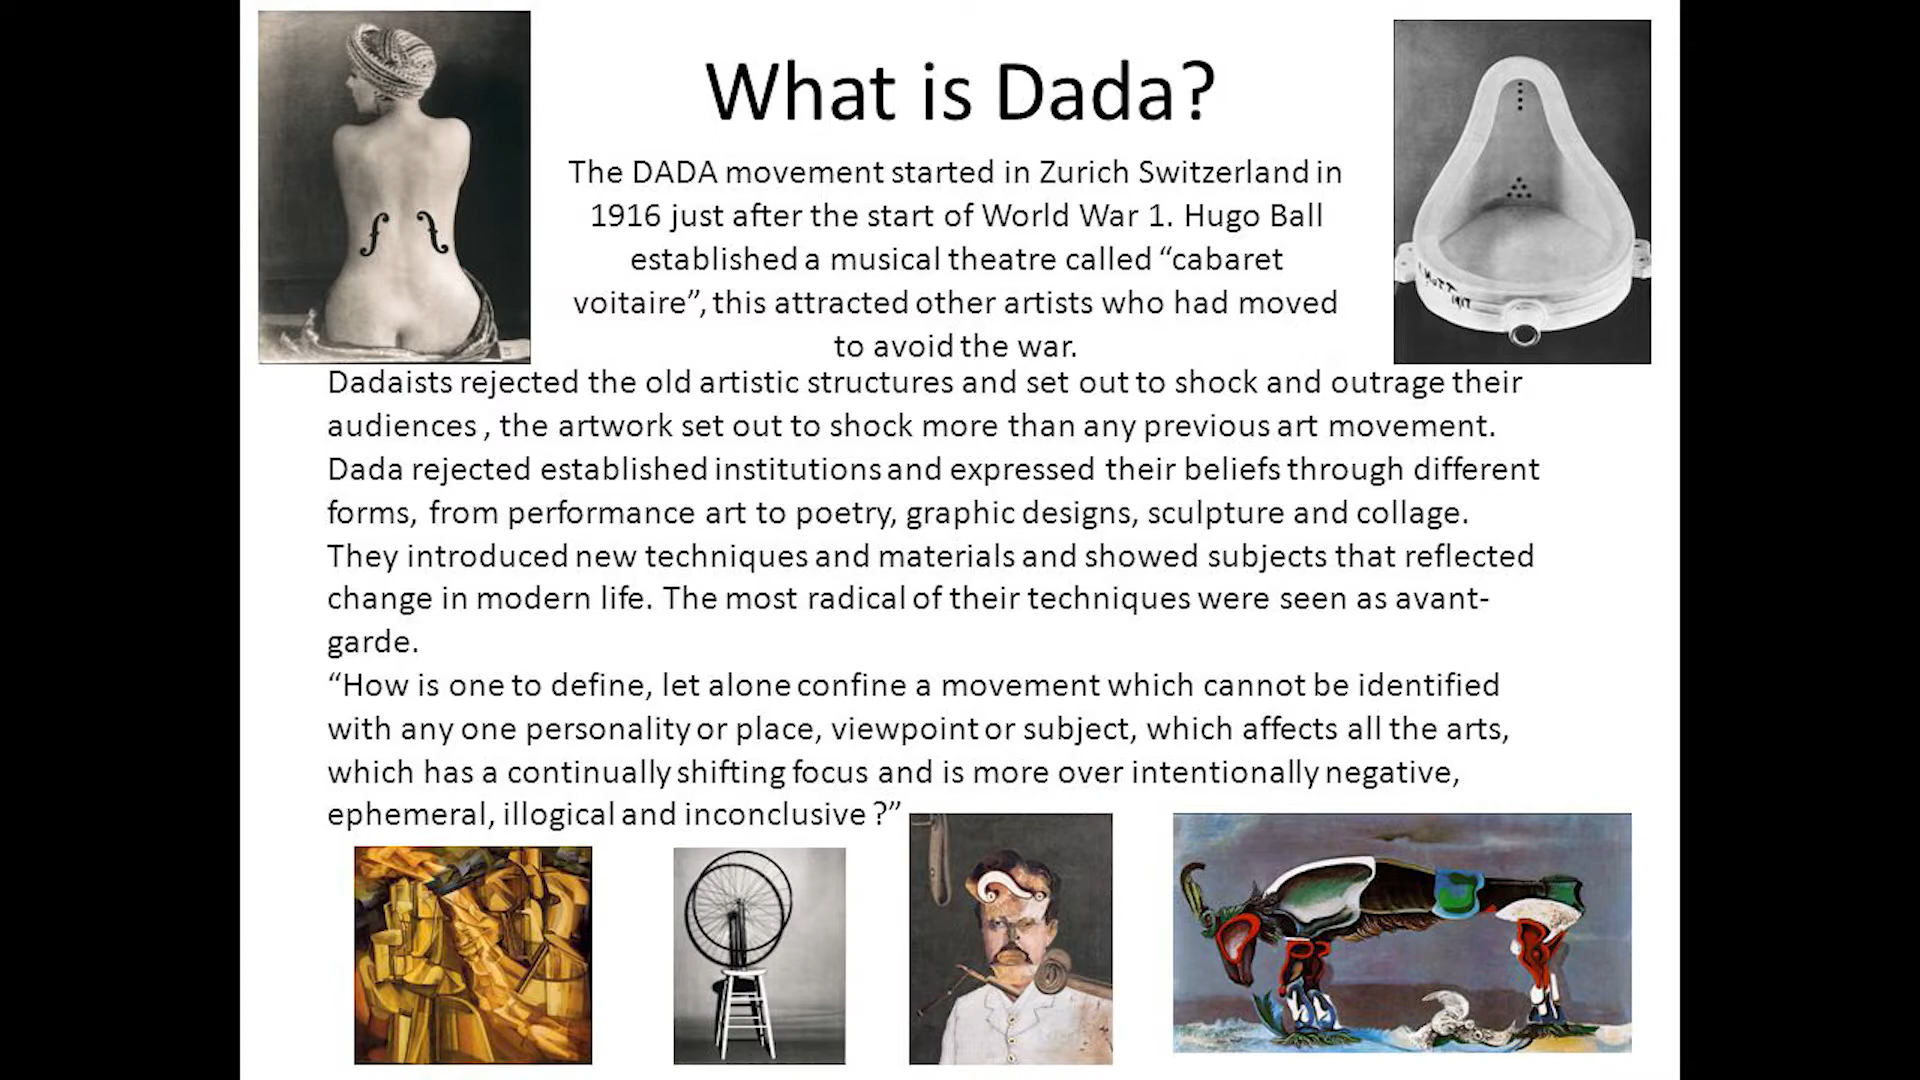 What is Dada?
The DADA movement started in Zurich Switzerland in
1916 just after the start of World War 1. Hugo Ball
established a musical theatre called “cabaret
voitaire”, this attracted other artists who had moved
to avoid the war.
Dadaists rejected the old artistic structures and set out to shock and outrage their
audiences , the artwork set out to shock more than any previous art movement.
Dada rejected established institutions and expressed their beliefs through different
forms, from performance art to poetry, graphic designs, sculpture and collage.
They introduced new techniques and materials and showed subjects that reflected
change in modern life. The most radical of their techniques were seen as avant-
garde.
“How is one to define, let alone confine a movement which cannot be identified
with any one personality or place, viewpoint or subject, which affects all the arts,
which has a continually shifting focus and is more over intentionally negative,
ephemeral, illogical and inconclusive ?”
1917